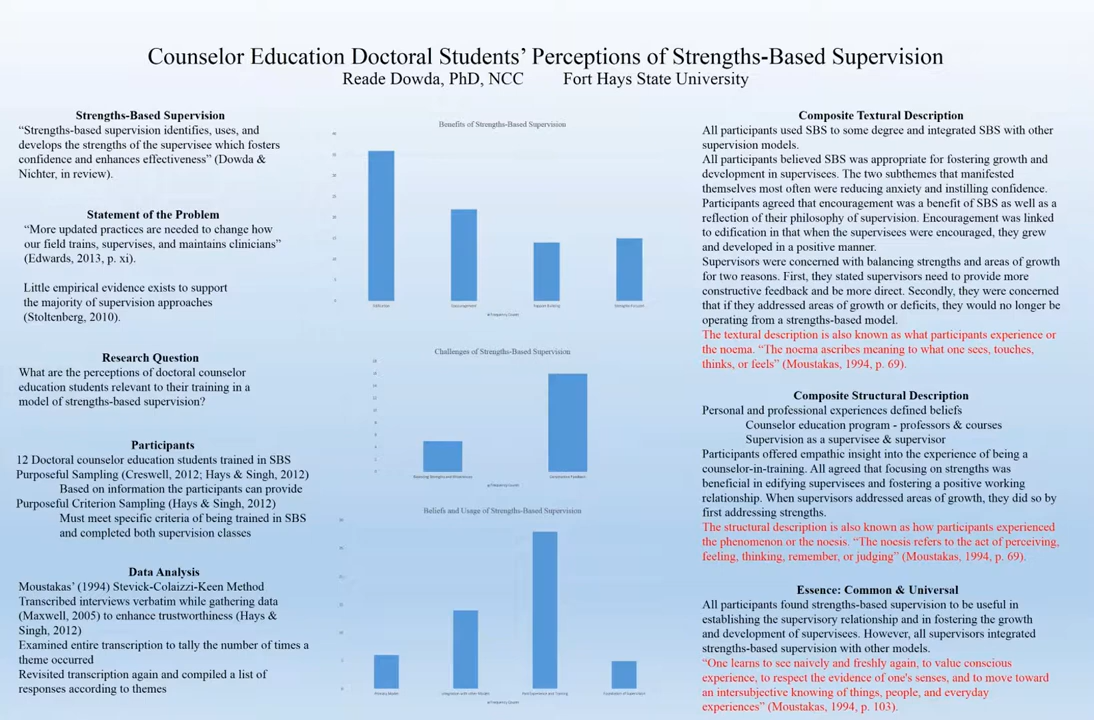 Counselor Education Doctoral Students' Perceptions of Strengths-Based Supervision
Reade Dowda, PhD, NCC Fort Hays State University
Strengths-Based Supervision
“Strengths-based supervision identifies, uses, and
develops the strengths of the supervisee which fosters
confidence and enhances effectiveness” (Dowda &
Nichter, in review).
Statement of the Problem
“More updated practices are needed to change how
our field trains, supervises, and maintains clinicians”
(Edwards, 2013, p. xi).
Little empirical evidence exists to support
the majority of supervision approaches
(Stoltenberg, 2010).
Research Question
What are the perceptions of doctoral counselor
education students relevant to their training in a
model of strengths-based supervision?
Participants
12 Doctoral counselor education students trained in SBS
Purposeful Sampling (Creswell, 2012; Hays & Singh, 2012)
Based on information the participants can provide
Purposeful Criterion Sampling (Hays & Singh, 2012)
Must meet specific criteria of being trained in SBS
and completed both supervision classes
Data Analysis
Moustakas' (1994) Stevick-Colaizzi-Keen Method
Transcribed interviews verbatim while gathering data
(Maxwell, 2005) to enhance trustworthiness (Hays &
Singh, 2012)
Examined entire transcription to tally the number of times a
theme occurred
Revisited transcription again and compiled a list of
responses according to themes
Benefits of Strengths-Based Supervision
Challenges of Strengths-Based Supervision
Beliefs and Usage of Strengths-Based Supervision
Composite Textural Description
All participants used SBS to some degree and integrated SBS with other
supervision models.
All participants believed SBS was appropriate for fostering growth and
development in supervisees. The two subthemes that manifested
themselves most often were reducing anxiety and instilling confidence.
Participants agreed that encouragement was a benefit of SBS as well as a
reflection of their philosophy of supervision. Encouragement was linked
to edification in that when the supervisees were encouraged, they grew
and developed in a positive manner.
Supervisors were concerned with balancing strengths and areas of growth
for two reasons. First, they stated supervisors need to provide more
constructive feedback and be more direct. Secondly, they were concerned
that if they addressed areas of growth or deficits, they would no longer be
operating from a strengths-based model.
The textural description is also known as what participants experience or
the noema. “The noema ascribes meaning to what one sees, touches,
thinks, or feels” (Moustakas, 1994, p. 69).
Composite Structural Description
Personal and professional experiences defined beliefs
Counselor education program - professors & courses
Supervision as a supervisee & supervisor
Participants offered empathic insight into the experience of being a
counselor-in-training. All agreed that focusing on strengths was
beneficial in edifying supervisees and fostering a positive working
relationship. When supervisors addressed areas of growth, they did so by
first addressing strengths.
The structural description is also known as how participants experienced
the phenomenon or the noesis. “The noesis refers to the act of perceiving,
feeling, thinking, remember, or judging” (Moustakas, 1994, p. 69).
Essence: Common & Universal
All participants found strengths-based supervision to be useful in
establishing the supervisory relationship and in fostering the growth
and development of supervisees. However, all supervisors integrated
strengths-based supervision with other models.
“One learns to see naively and freshly again, to value conscious
experience, to respect the evidence of one's senses, and to move toward
an intersubjective knowing of things, people, and everyday
experiences” (Moustakas, 1994, p. 103).